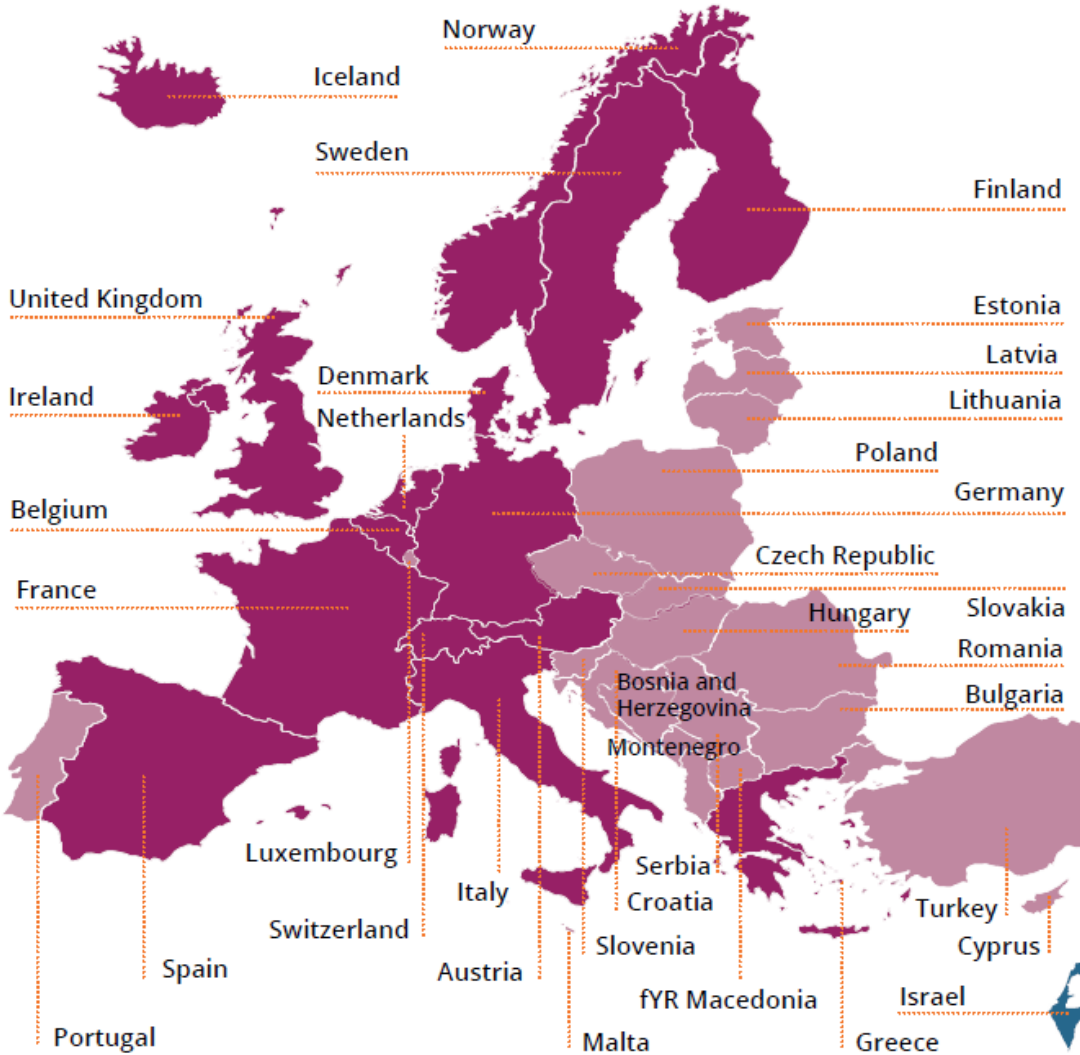 Norway
Iceland
Sweden
Finland
United Kingdom
Estonia
Latvia
Denmark
Ireland
Lithuania
Netherlands
Poland
Germany
Belgium
Czech Republic
France
Slovakia
Hungary
Romania
Bosnia and
Herzegovina
Bulgaria
Montenegro
Luxembourg
Serbia
Italy
Croatia
Turkey
Switzerland
Slovenia
Cyprus
Spain
Austria
fYR Macedonia
Israel
Portugal
Malta
Greece